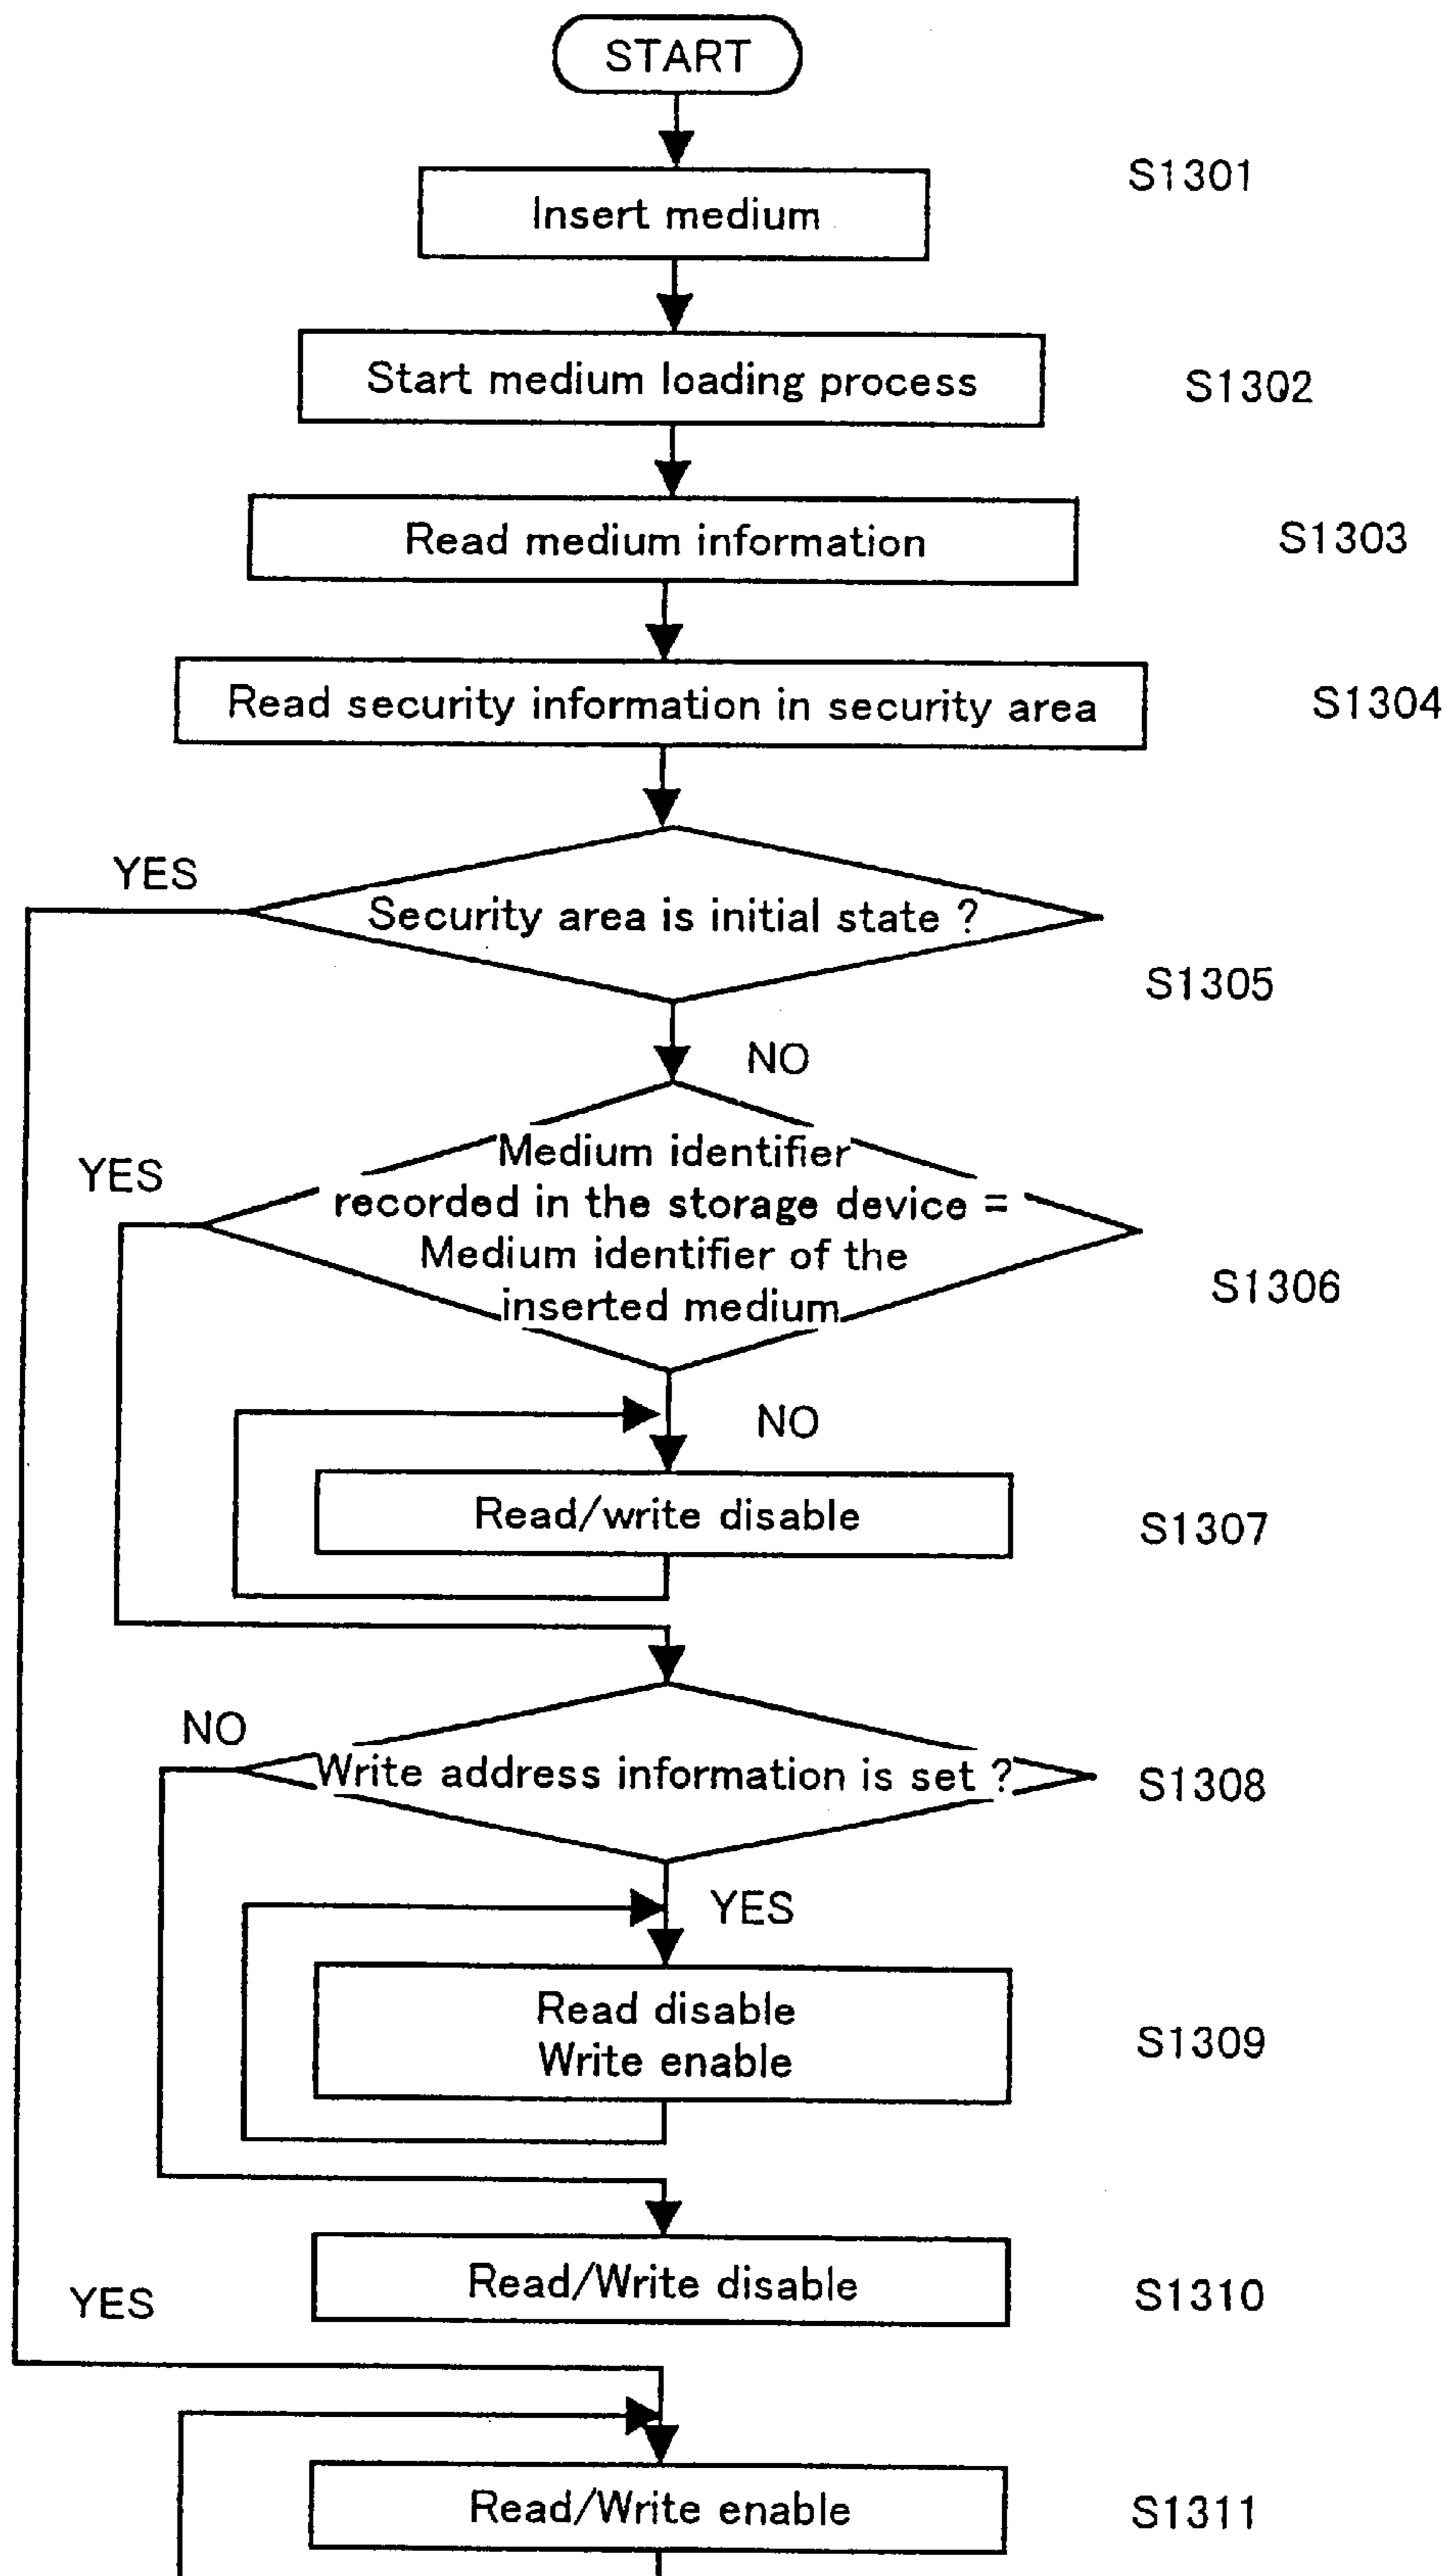 START
S1301
Insert medium
Start medium loading process
S1302
Read medium information
S1303
Read security information in security area
S1304
YES
Security area is initial state ?
S1305
NO
Medium identifier
YES
recorded in the storage device =
Medium identifier of the
S1306
inserted medium
NO
Read/write disable
S1307
NO
Write address information is set ?
S1308
YES
Read disable
Write enable
S1309
Read/Write disable
S1310
YES
Read/Write enable
S1311